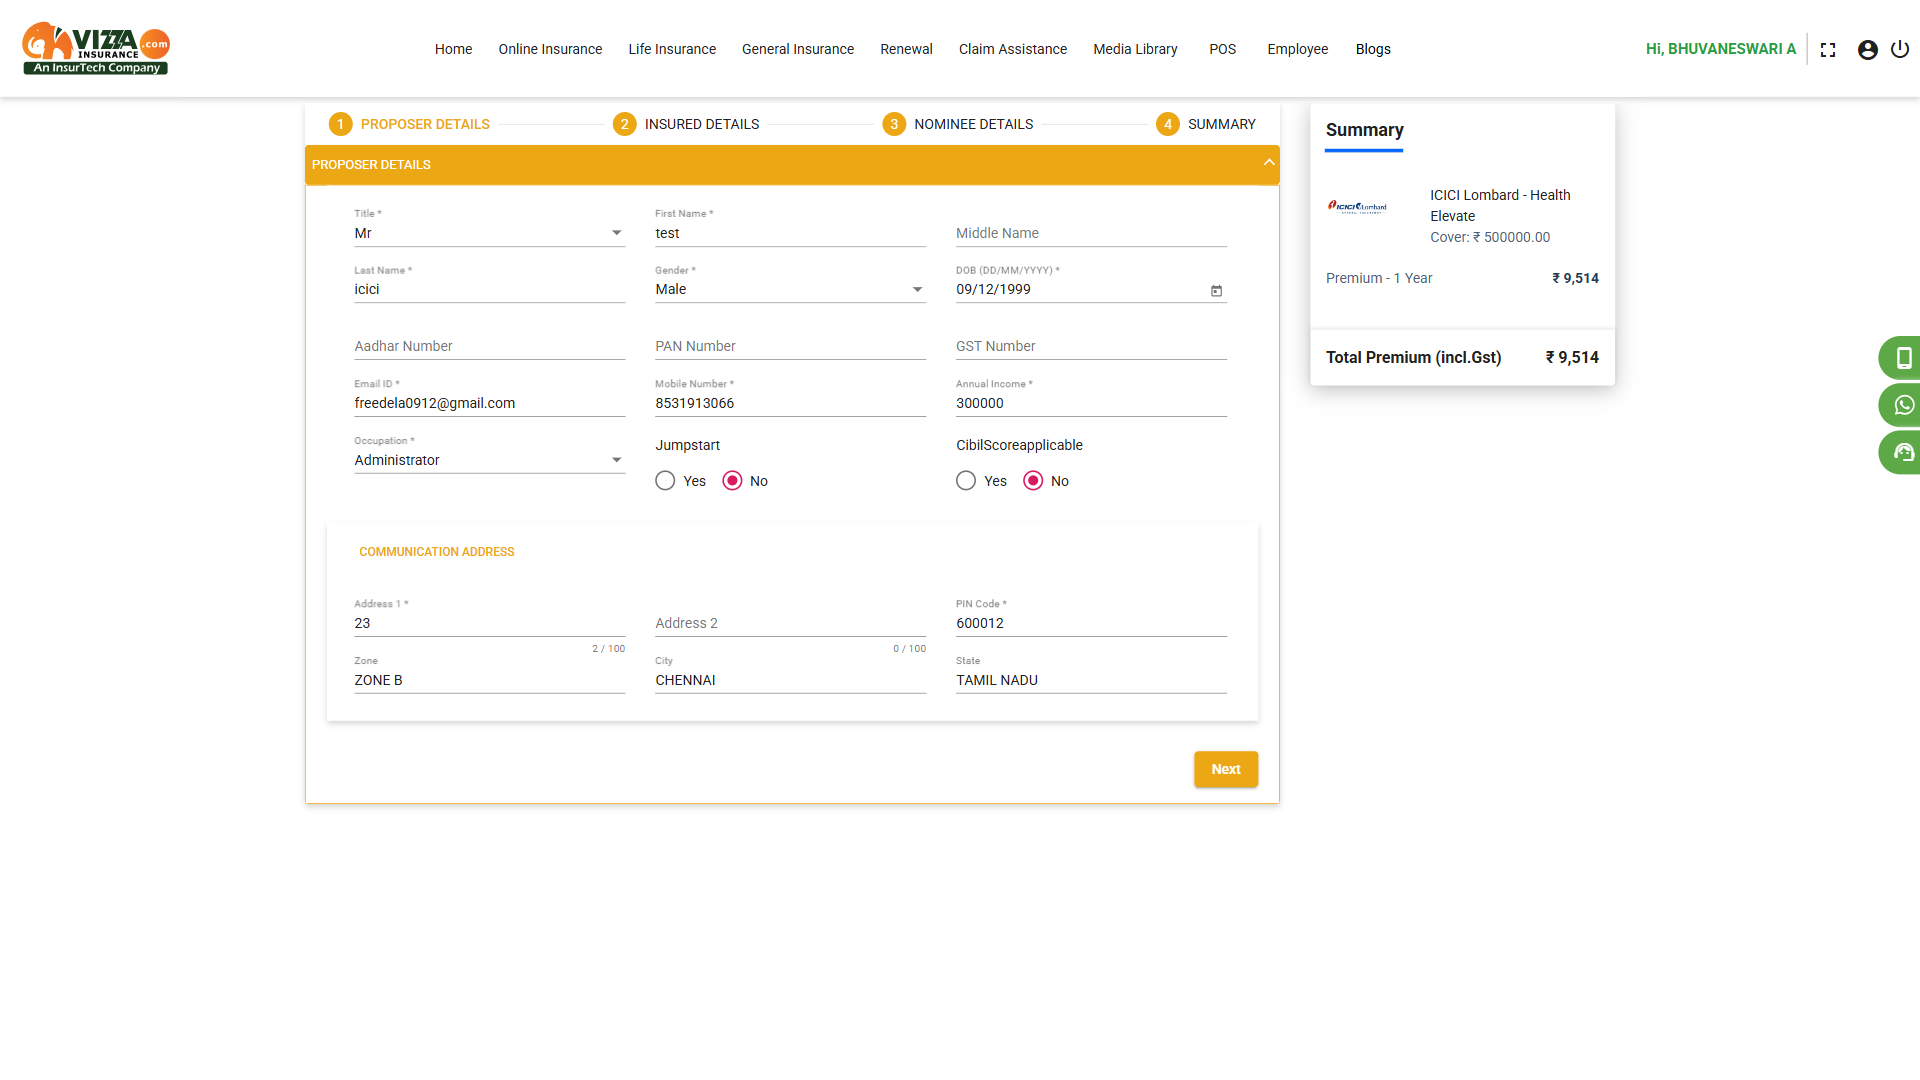 VIZZA .com
INSURANCE
An InsurTech Company
Home Online Insurance Life Insurance General Insurance Renewal Claim Assistance Media Library POS Employee Blogs
Hi, BHUVANESWARI A
1 PROPOSER DETAILS 2 INSURED DETAILS 3 NOMINEE DETAILS 4 SUMMARY
PROPOSER DETAILS
Title * First Name *
Mr test Middle Name
Last Name * Gender * DOB (DD/MM/YYYY) *
icici Male 09/12/1999
Aadhar Number PAN Number GST Number
Email ID * Mobile Number * Annual Income *
freedela0912@gmail.com 8531913066 300000
Occupation * Jumpstart CibilScoreapplicable
Administrator
Yes No Yes No
COMMUNICATION ADDRESS
Address 1 * PIN Code *
23 Address 2 600012
2 / 100 0 / 100
Zone City State
ZONE B CHENNAI TAMIL NADU
Next
Summary
ICICI Lombard
ICICI Lombard - Health
Elevate
Cover: ₹ 500000.00
Premium - 1 Year ₹ 9,514
Total Premium (incl.Gst) ₹ 9,514